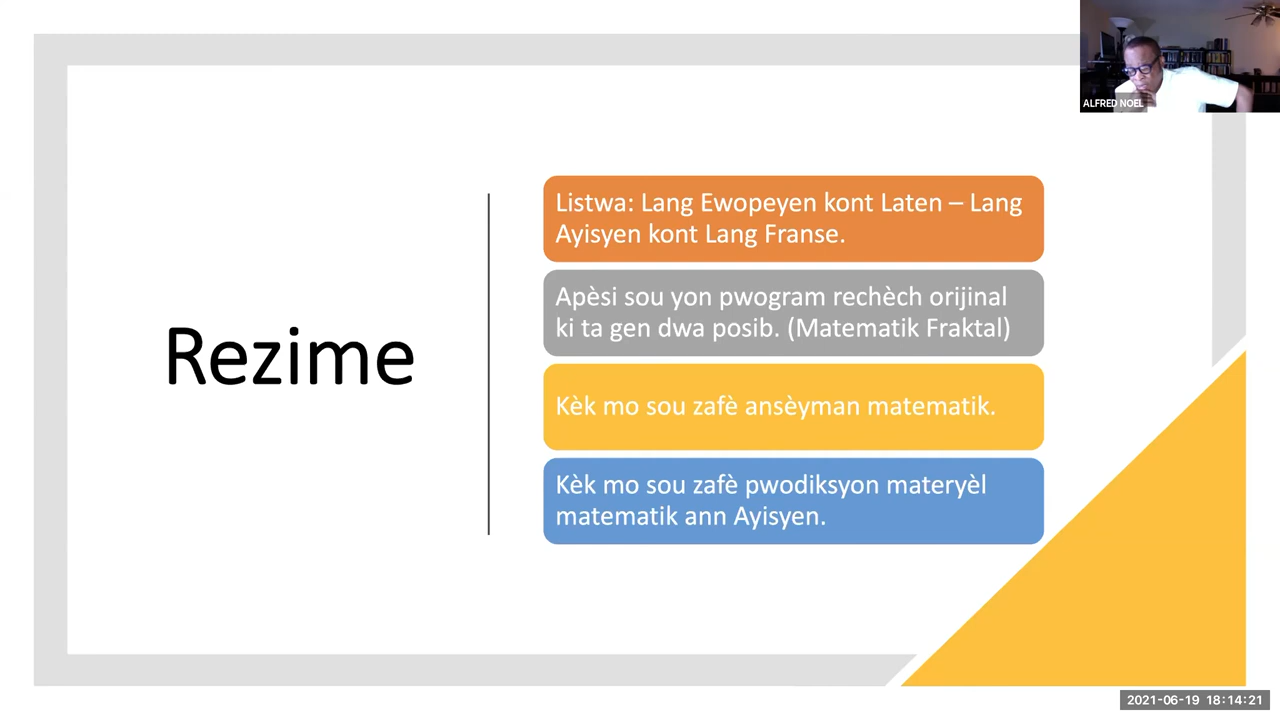 ALFRED NOEL
Rezime
Listwa: Lang Ewopeyen kont Laten – Lang
Ayisyen kont Lang Franse.
Apèsi sou yon pwogram rechèch orijinal
ki ta gen dwa posib. (Matematik Fraktal)
Kèk mo sou zafè ansèyman matematik.
Kèk mo sou zafè pwodiksyon materyèl
matematik ann Ayisyen.
2021-06-19 18:14:21